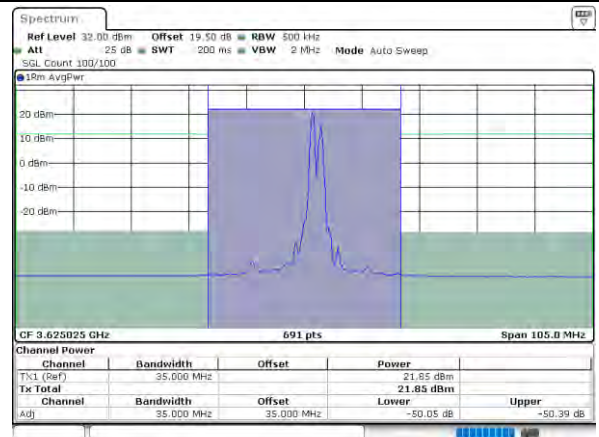 Spectrum
Ref Level 32.00 dBm Offset 19.50 dB RBW 500 kHz
Att 25 dB SWT 200 ms VBW 2 MHz Mode Auto Sweep
SGL Count 100/100
1Rm AvgPwr
20 dBm
10 dBm
0 dBm
-10 dBm
-20 dBm
CF 3.625025 GHz 691 pts Span 105.0 MHz
Channel Power
Channel Bandwidth Offset Power
TX1 (Ref) 35.000 MHz 21.85 dBm
Tx Total 21.85 dBm
Channel Bandwidth Offset Lower Upper
Adj 35.000 MHz 35.000 MHz -50.05 dB -50.39 dB